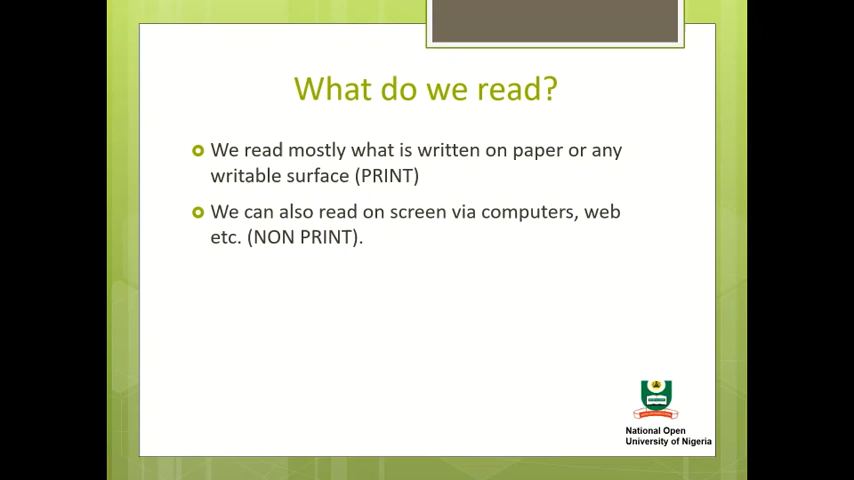 What do we read?
We read mostly what is written on paper or any
writable surface (PRINT)
We can also read on screen via computers, web
etc. (NON PRINT).
National Open
University of Nigeria